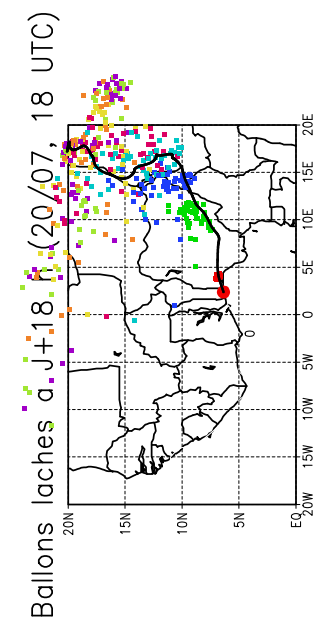 Ballons laches a J+18 h (20/07, 18 UTC)
20N
15N
10N
5N
EQ
20W
15W
10W
5W
0
5E
10E
15E
20E
0